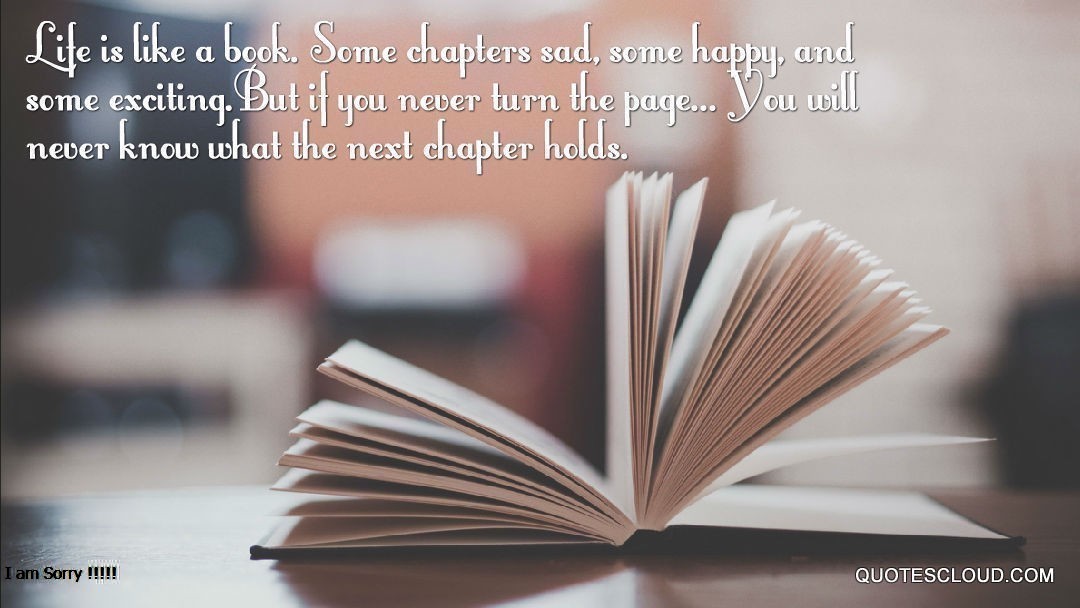 Life is like a book. Some chapters sad, some happy, and
some exciting.But if you never turn the page... You will
never know what the next chapter holds.
I am Sorry !!!!!
QUOTESCLOUD.COM